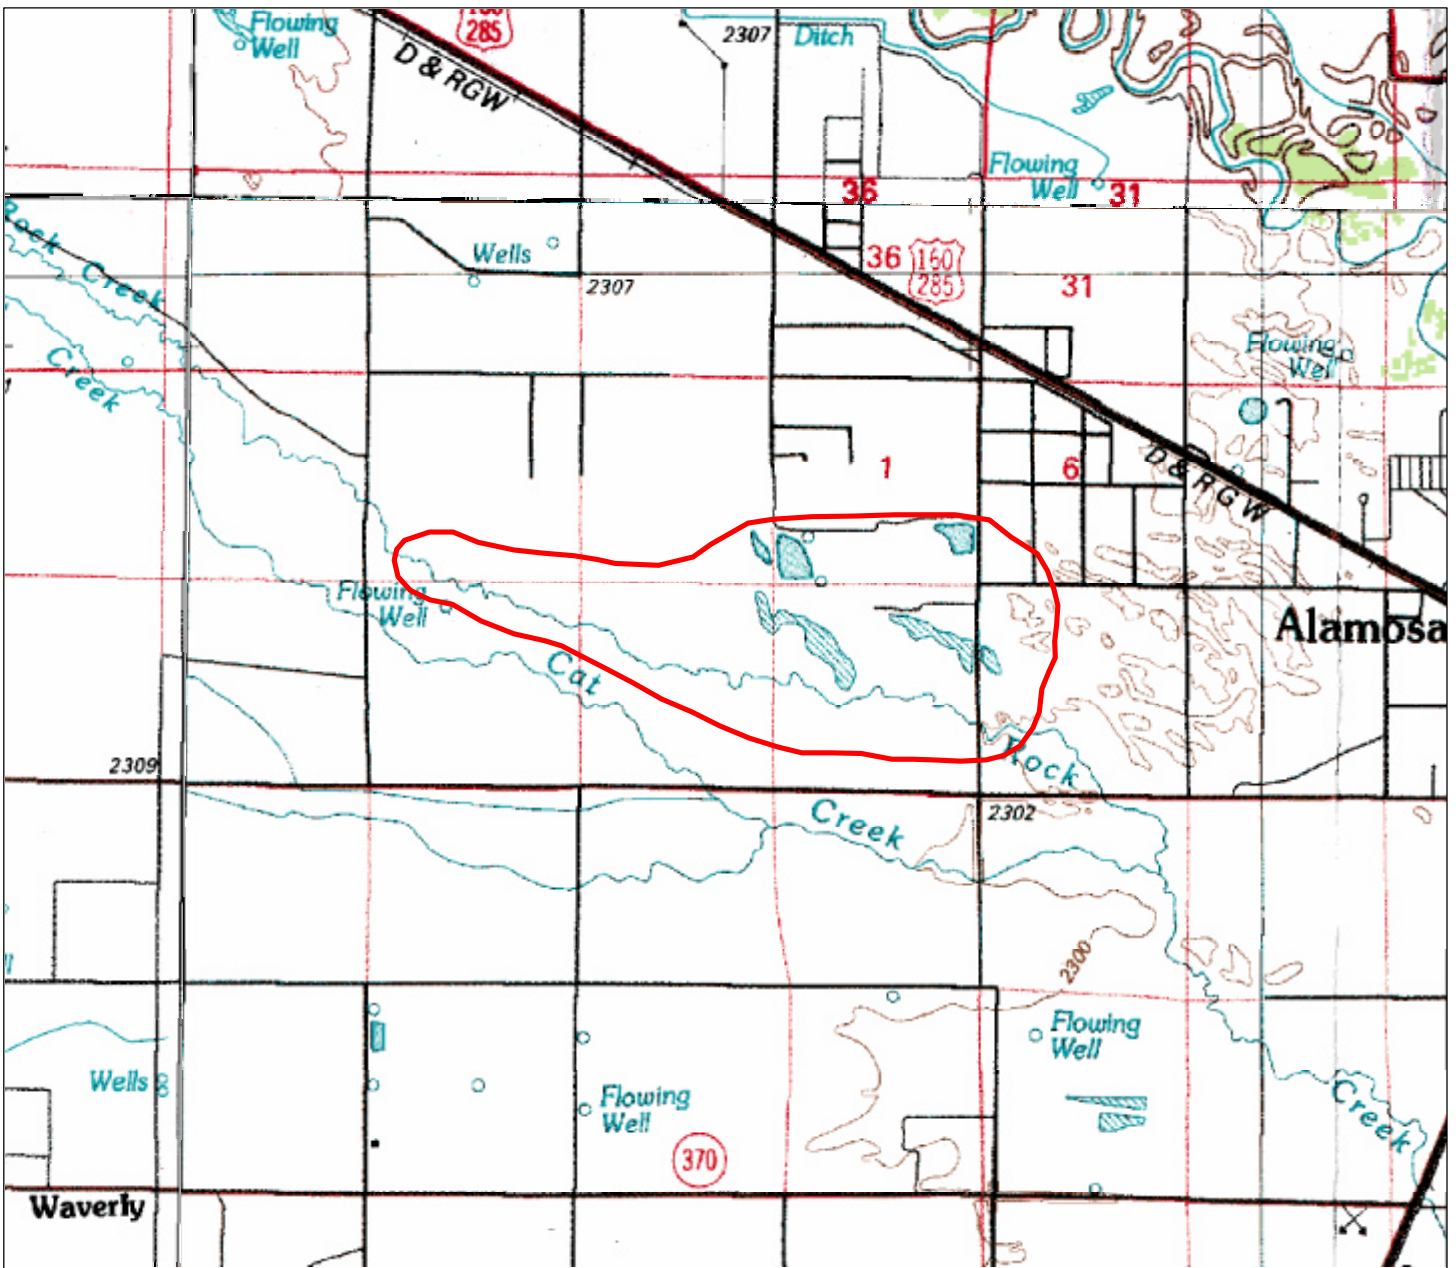 Flowing
Well
285
D & RGW
2307
Ditch
Flowing
Well
36
31
Rock Creek
Wells
2307
36
160
285
31
Creek
Flowing
Well
1
6
D & RGW
Flowing
Well
Cat
Alamosa
Rock
2309
Creek
2302
2300
Flowing
Well
Wells
Flowing
Well
Creek
370
Waverly